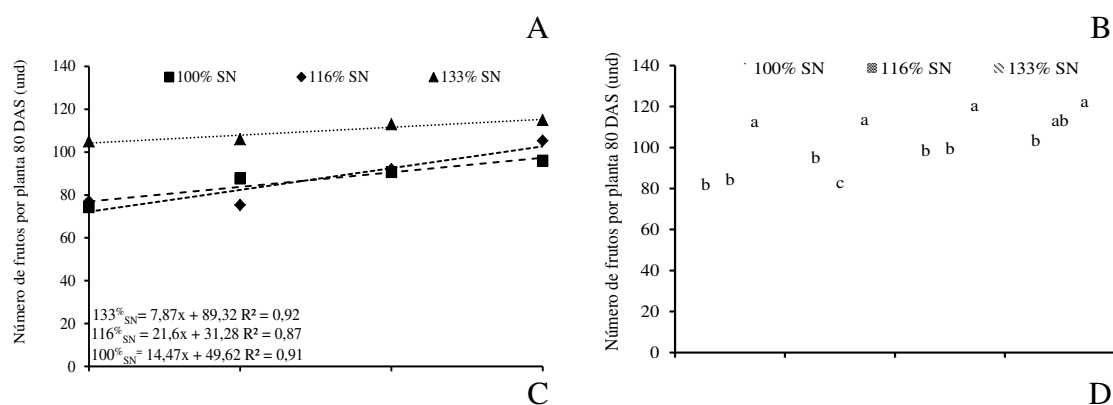 A
Número de frutos por planta 80 DAS (und)
140
120
100
80
60
40
20
0
100% SN
116% SN
133% SN
133%SN= 7,87x + 89,32 R² = 0,92
116%SN = 21,6x + 31,28 R² = 0,87
100%SN= 14,47x + 49,62 R² = 0,91
C
B
Número de frutos por planta 80 DAS (und)
140
120
100
80
60
40
20
0
100% SN
116% SN
133% SN
b
b
a
b
c
a
b
b
a
b
ab
a
D